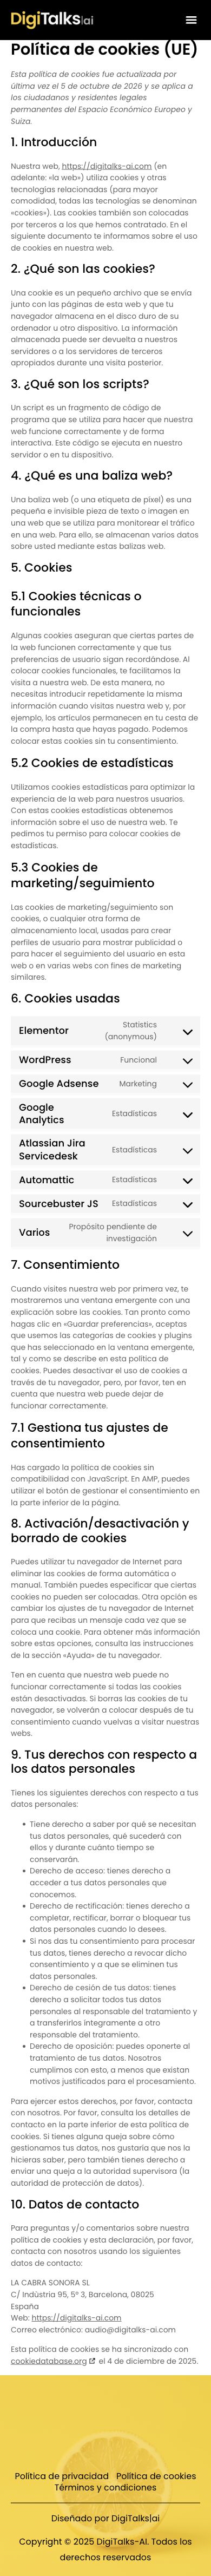 DigiTalks|ai
Política de cookies (UE)
Esta política de cookies fue actualizada por
última vez el 5 de octubre de 2026 y se aplica a
los ciudadanos y residentes legales
permanentes del Espacio Económico Europeo y
Suiza.
1. Introducción
Nuestra web, https://digitalks-ai.com (en
adelante: «la web») utiliza cookies y otras
tecnologías relacionadas (para mayor
comodidad, todas las tecnologías se denominan
«cookies»). Las cookies también son colocadas
por terceros a los que hemos contratado. En el
siguiente documento te informamos sobre el uso
de cookies en nuestra web.
2. ¿Qué son las cookies?
Una cookie es un pequeño archivo que se envía
junto con las páginas de esta web y que tu
navegador almacena en el disco duro de su
ordenador u otro dispositivo. La información
almacenada puede ser devuelta a nuestros
servidores o a los servidores de terceros
apropiados durante una visita posterior.
3. ¿Qué son los scripts?
Un script es un fragmento de código de
programa que se utiliza para hacer que nuestra
web funcione correctamente y de forma
interactiva. Este código se ejecuta en nuestro
servidor o en tu dispositivo.
4. ¿Qué es una baliza web?
Una baliza web (o una etiqueta de píxel) es una
pequeña e invisible pieza de texto o imagen en
una web que se utiliza para monitorear el tráfico
en una web. Para ello, se almacenan varios datos
sobre usted mediante estas balizas web.
5. Cookies
5.1 Cookies técnicas o
funcionales
Algunas cookies aseguran que ciertas partes de
la web funcionen correctamente y que tus
preferencias de usuario sigan recordándose. Al
colocar cookies funcionales, te facilitamos la
visita a nuestra web. De esta manera, no
necesitas introducir repetidamente la misma
información cuando visitas nuestra web y, por
ejemplo, los artículos permanecen en tu cesta de
la compra hasta que hayas pagado. Podemos
colocar estas cookies sin tu consentimiento.
5.2 Cookies de estadísticas
Utilizamos cookies estadísticas para optimizar la
experiencia de la web para nuestros usuarios.
Con estas cookies estadísticas obtenemos
información sobre el uso de nuestra web. Te
pedimos tu permiso para colocar cookies de
estadísticas.
5.3 Cookies de
marketing/seguimiento
Las cookies de marketing/seguimiento son
cookies, o cualquier otra forma de
almacenamiento local, usadas para crear
perfiles de usuario para mostrar publicidad o
para hacer el seguimiento del usuario en esta
web o en varias webs con fines de marketing
similares.
6. Cookies usadas
Elementor Statistics
(anonymous)
WordPress Funcional
Google Adsense Marketing
Google
Analytics Estadísticas
Atlassian Jira
Servicedesk Estadísticas
Automattic Estadísticas
Sourcebuster JS Estadísticas
Varios Propósito pendiente de
investigación
7. Consentimiento
Cuando visites nuestra web por primera vez, te
mostraremos una ventana emergente con una
explicación sobre las cookies. Tan pronto como
hagas clic en «Guardar preferencias», aceptas
que usemos las categorías de cookies y plugins
que has seleccionado en la ventana emergente,
tal y como se describe en esta política de
cookies. Puedes desactivar el uso de cookies a
través de tu navegador, pero, por favor, ten en
cuenta que nuestra web puede dejar de
funcionar correctamente.
7.1 Gestiona tus ajustes de
consentimiento
Has cargado la política de cookies sin
compatibilidad con JavaScript. En AMP, puedes
utilizar el botón de gestionar el consentimiento en
la parte inferior de la página.
8. Activación/desactivación y
borrado de cookies
Puedes utilizar tu navegador de Internet para
eliminar las cookies de forma automática o
manual. También puedes especificar que ciertas
cookies no pueden ser colocadas. Otra opción es
cambiar los ajustes de tu navegador de Internet
para que recibas un mensaje cada vez que se
coloca una cookie. Para obtener más información
sobre estas opciones, consulta las instrucciones
de la sección «Ayuda» de tu navegador.
Ten en cuenta que nuestra web puede no
funcionar correctamente si todas las cookies
están desactivadas. Si borras las cookies de tu
navegador, se volverán a colocar después de tu
consentimiento cuando vuelvas a visitar nuestras
webs.
9. Tus derechos con respecto a
los datos personales
Tienes los siguientes derechos con respecto a tus
datos personales:
• Tiene derecho a saber por qué se necesitan
tus datos personales, qué sucederá con
ellos y durante cuánto tiempo se
conservarán.
• Derecho de acceso: tienes derecho a
acceder a tus datos personales que
conocemos.
• Derecho de rectificación: tienes derecho a
completar, rectificar, borrar o bloquear tus
datos personales cuando lo desees.
• Si nos das tu consentimiento para procesar
tus datos, tienes derecho a revocar dicho
consentimiento y a que se eliminen tus
datos personales.
• Derecho de cesión de tus datos: tienes
derecho a solicitar todos tus datos
personales al responsable del tratamiento y
a transferirlos íntegramente a otro
responsable del tratamiento.
• Derecho de oposición: puedes oponerte al
tratamiento de tus datos. Nosotros
cumplimos con esto, a menos que existan
motivos justificados para el procesamiento.
Para ejercer estos derechos, por favor, contacta
con nosotros. Por favor, consulta los detalles de
contacto en la parte inferior de esta política de
cookies. Si tienes alguna queja sobre cómo
gestionamos tus datos, nos gustaría que nos la
hicieras saber, pero también tienes derecho a
enviar una queja a la autoridad supervisora (la
autoridad de protección de datos).
10. Datos de contacto
Para preguntas y/o comentarios sobre nuestra
política de cookies y esta declaración, por favor,
contacta con nosotros usando los siguientes
datos de contacto:
LA CABRA SONORA SL
C/ Indústria 95, 5º 3, Barcelona, 08025
España
Web: https://digitalks-ai.com
Correo electrónico: audio@digitalks-ai.com
Esta política de cookies se ha sincronizado con
cookiedatabase.org el 4 de diciembre de 2025.
Política de privacidad Política de cookies
Términos y condiciones
Diseñado por DigiTalks|ai
Copyright © 2025 DigiTalks-AI. Todos los
derechos reservados